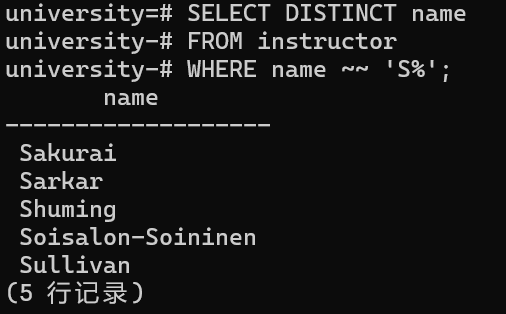 university=# SELECT DISTINCT name
university-# FROM instructor
university-# WHERE name ~~ 'S%';
       name
-------------------
 Sakurai
 Sarkar
 Shuming
 Soisalon-Soininen
 Sullivan
(5 行记录)